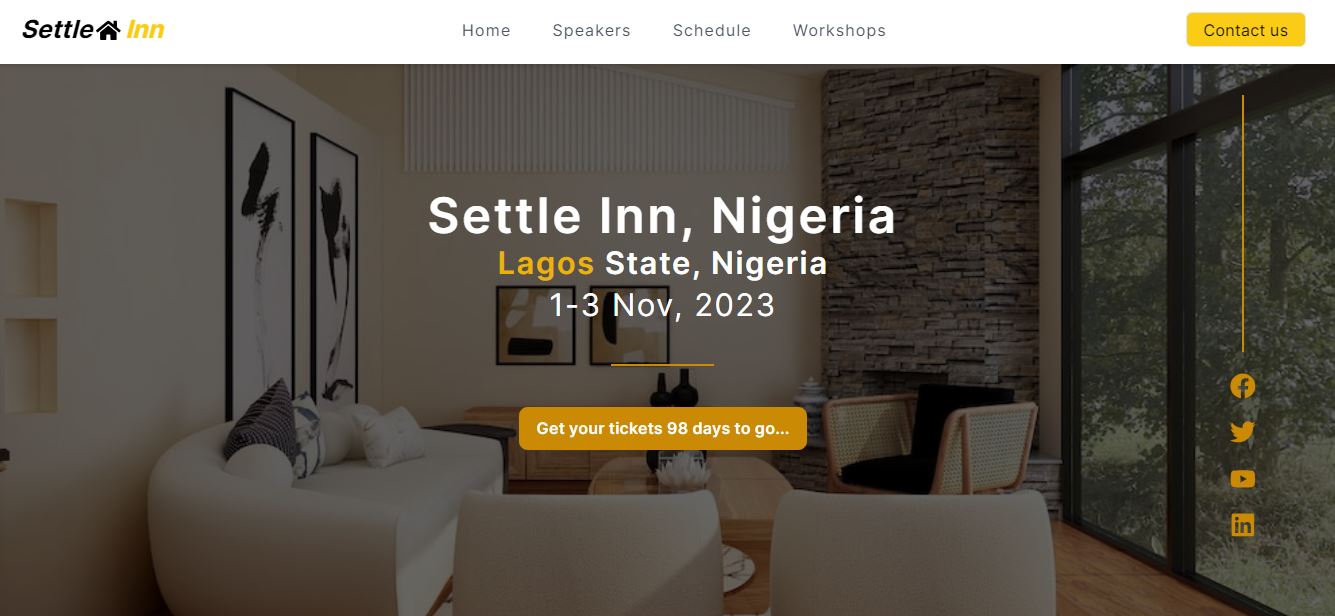 Settle Inn
Home Speakers Schedule Workshops
Contact us
Settle Inn, Nigeria
Lagos State, Nigeria
1-3 Nov, 2023
Get your tickets 98 days to go...